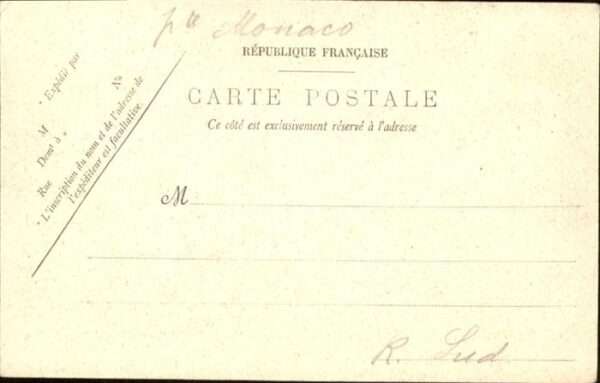 pte Monaco
RÉPUBLIQUE FRANÇAISE
CARTE POSTALE
Ce côté est exclusivement réservé à l'adresse
* Expédié par
M
Demt à
Rue
No
* L'inscription du nom et de l'adresse de
l'expéditeur est facultative.
M
R. Sud